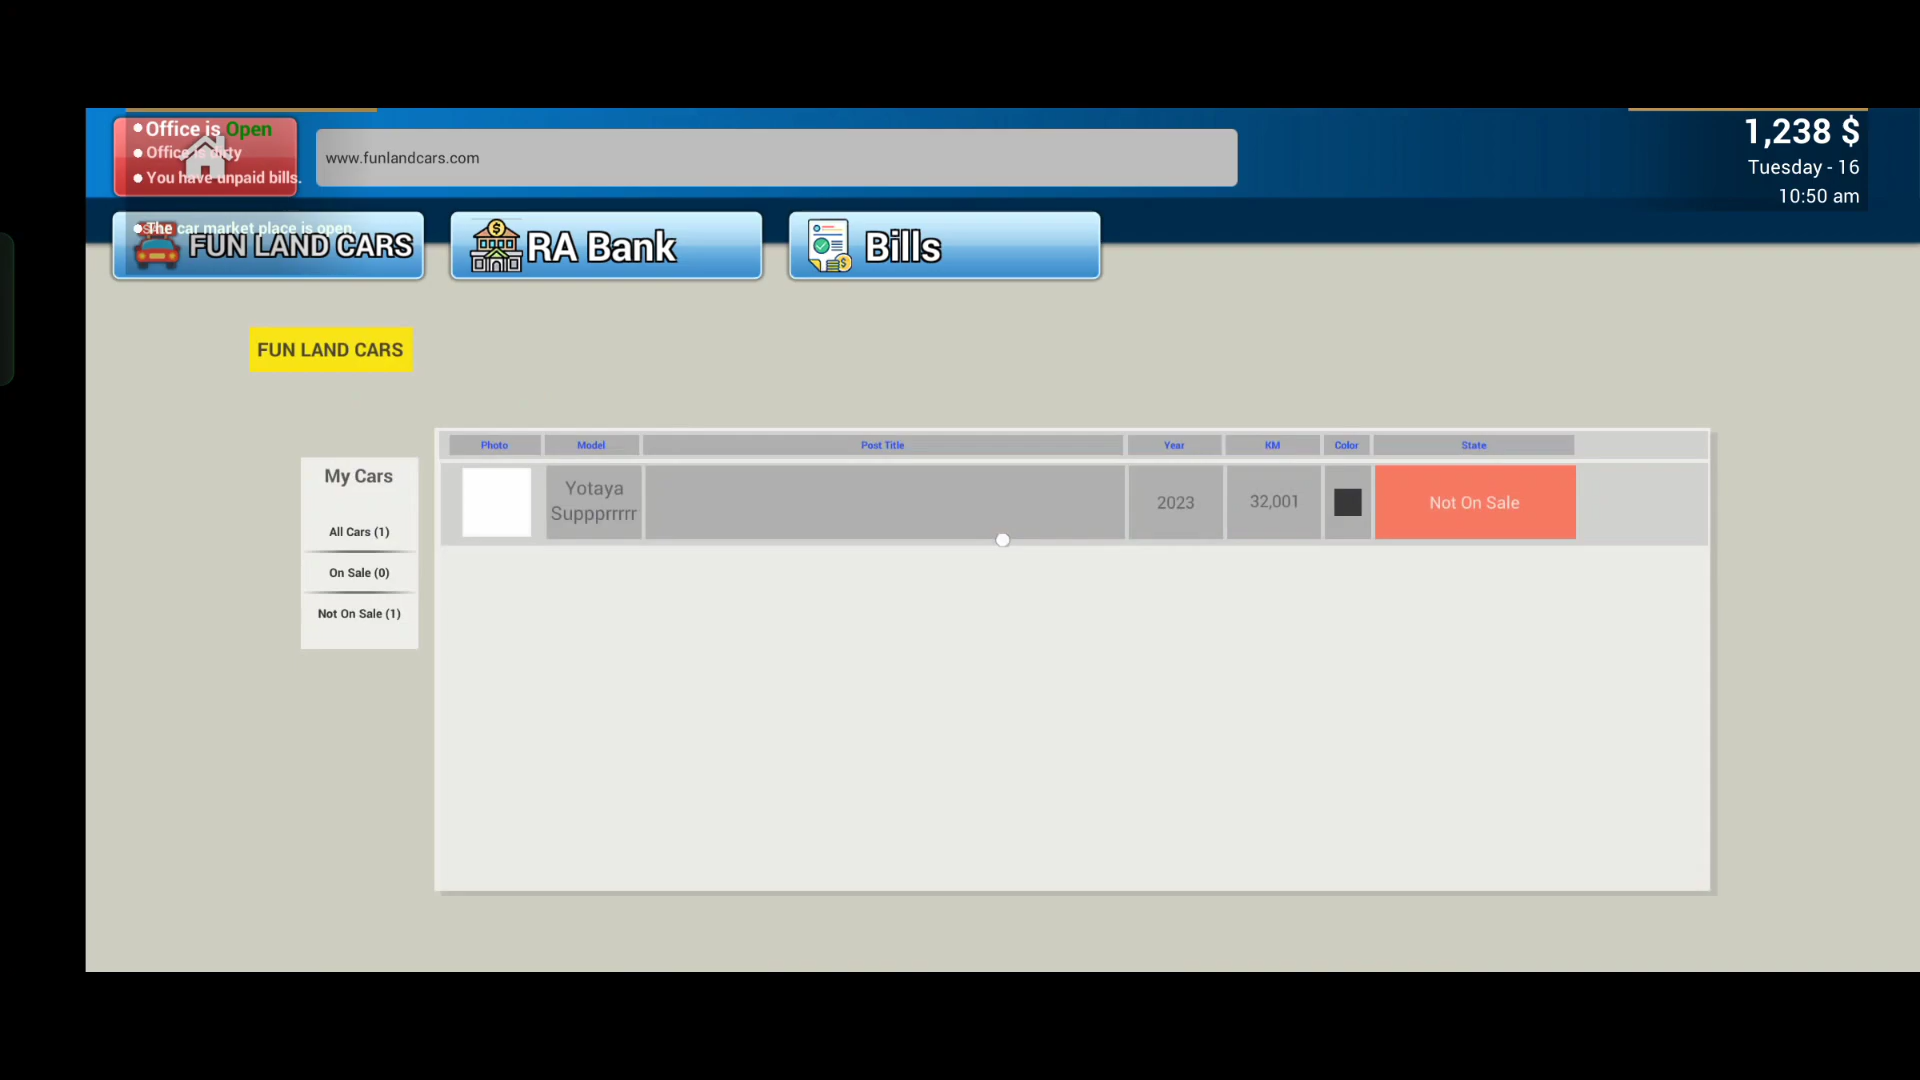 Office is Open
Office is dirty
You have unpaid bills.
The car market place is open.
www.funlandcars.com
1,238 $
Tuesday - 16
10:50 am
FUN LAND CARS
RA Bank
Bills
FUN LAND CARS
My Cars
All Cars (1)
On Sale (0)
Not On Sale (1)
Photo Model Post Title Year KM Color State
Yotaya
Suppprrrrr
2023
32,001
Not On Sale